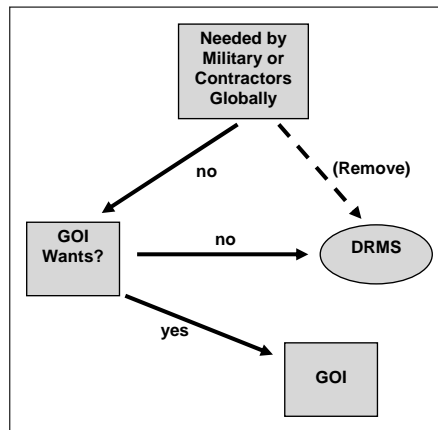 Needed by
Military or
Contractors
Globally
(Remove)
no
GOI
Wants?
no
DRMS
yes
GOI